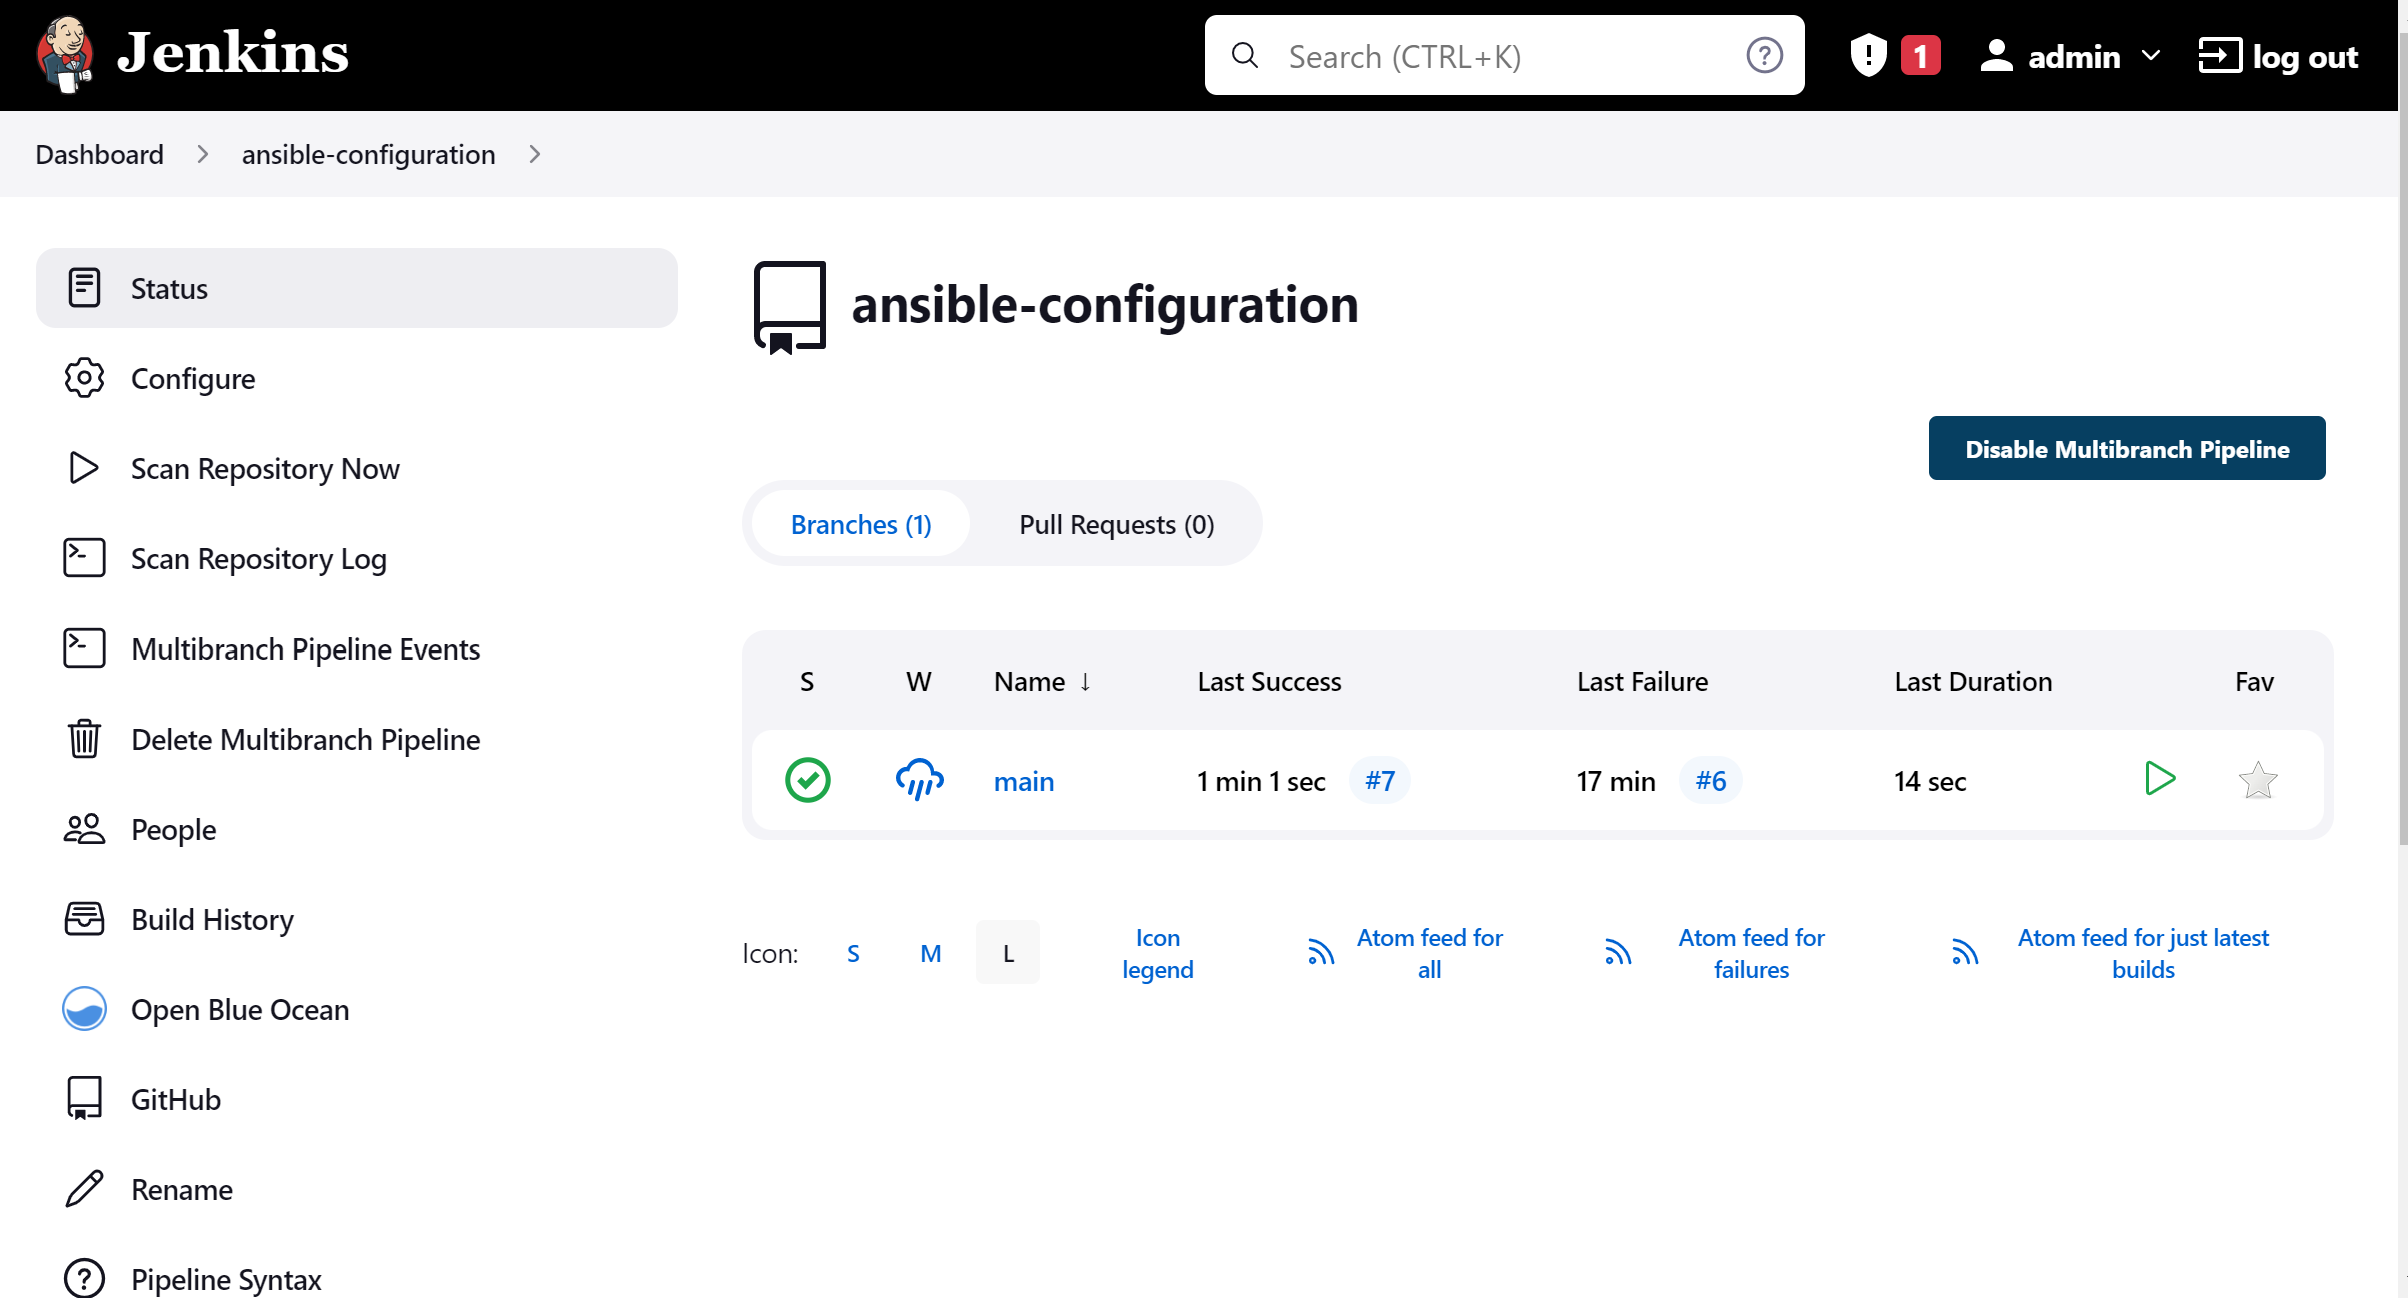 Jenkins
Search (CTRL+K)
1
admin
log out
Dashboard
ansible-configuration
Status
Configure
Scan Repository Now
Scan Repository Log
Multibranch Pipeline Events
Delete Multibranch Pipeline
People
Build History
Open Blue Ocean
GitHub
Rename
Pipeline Syntax
ansible-configuration
Disable Multibranch Pipeline
Branches (1) Pull Requests (0)
S W Name ↓ Last Success Last Failure Last Duration Fav
main 1 min 1 sec #7 17 min #6 14 sec
Icon: S M L
Icon
legend
Atom feed for
all
Atom feed for
failures
Atom feed for just latest
builds